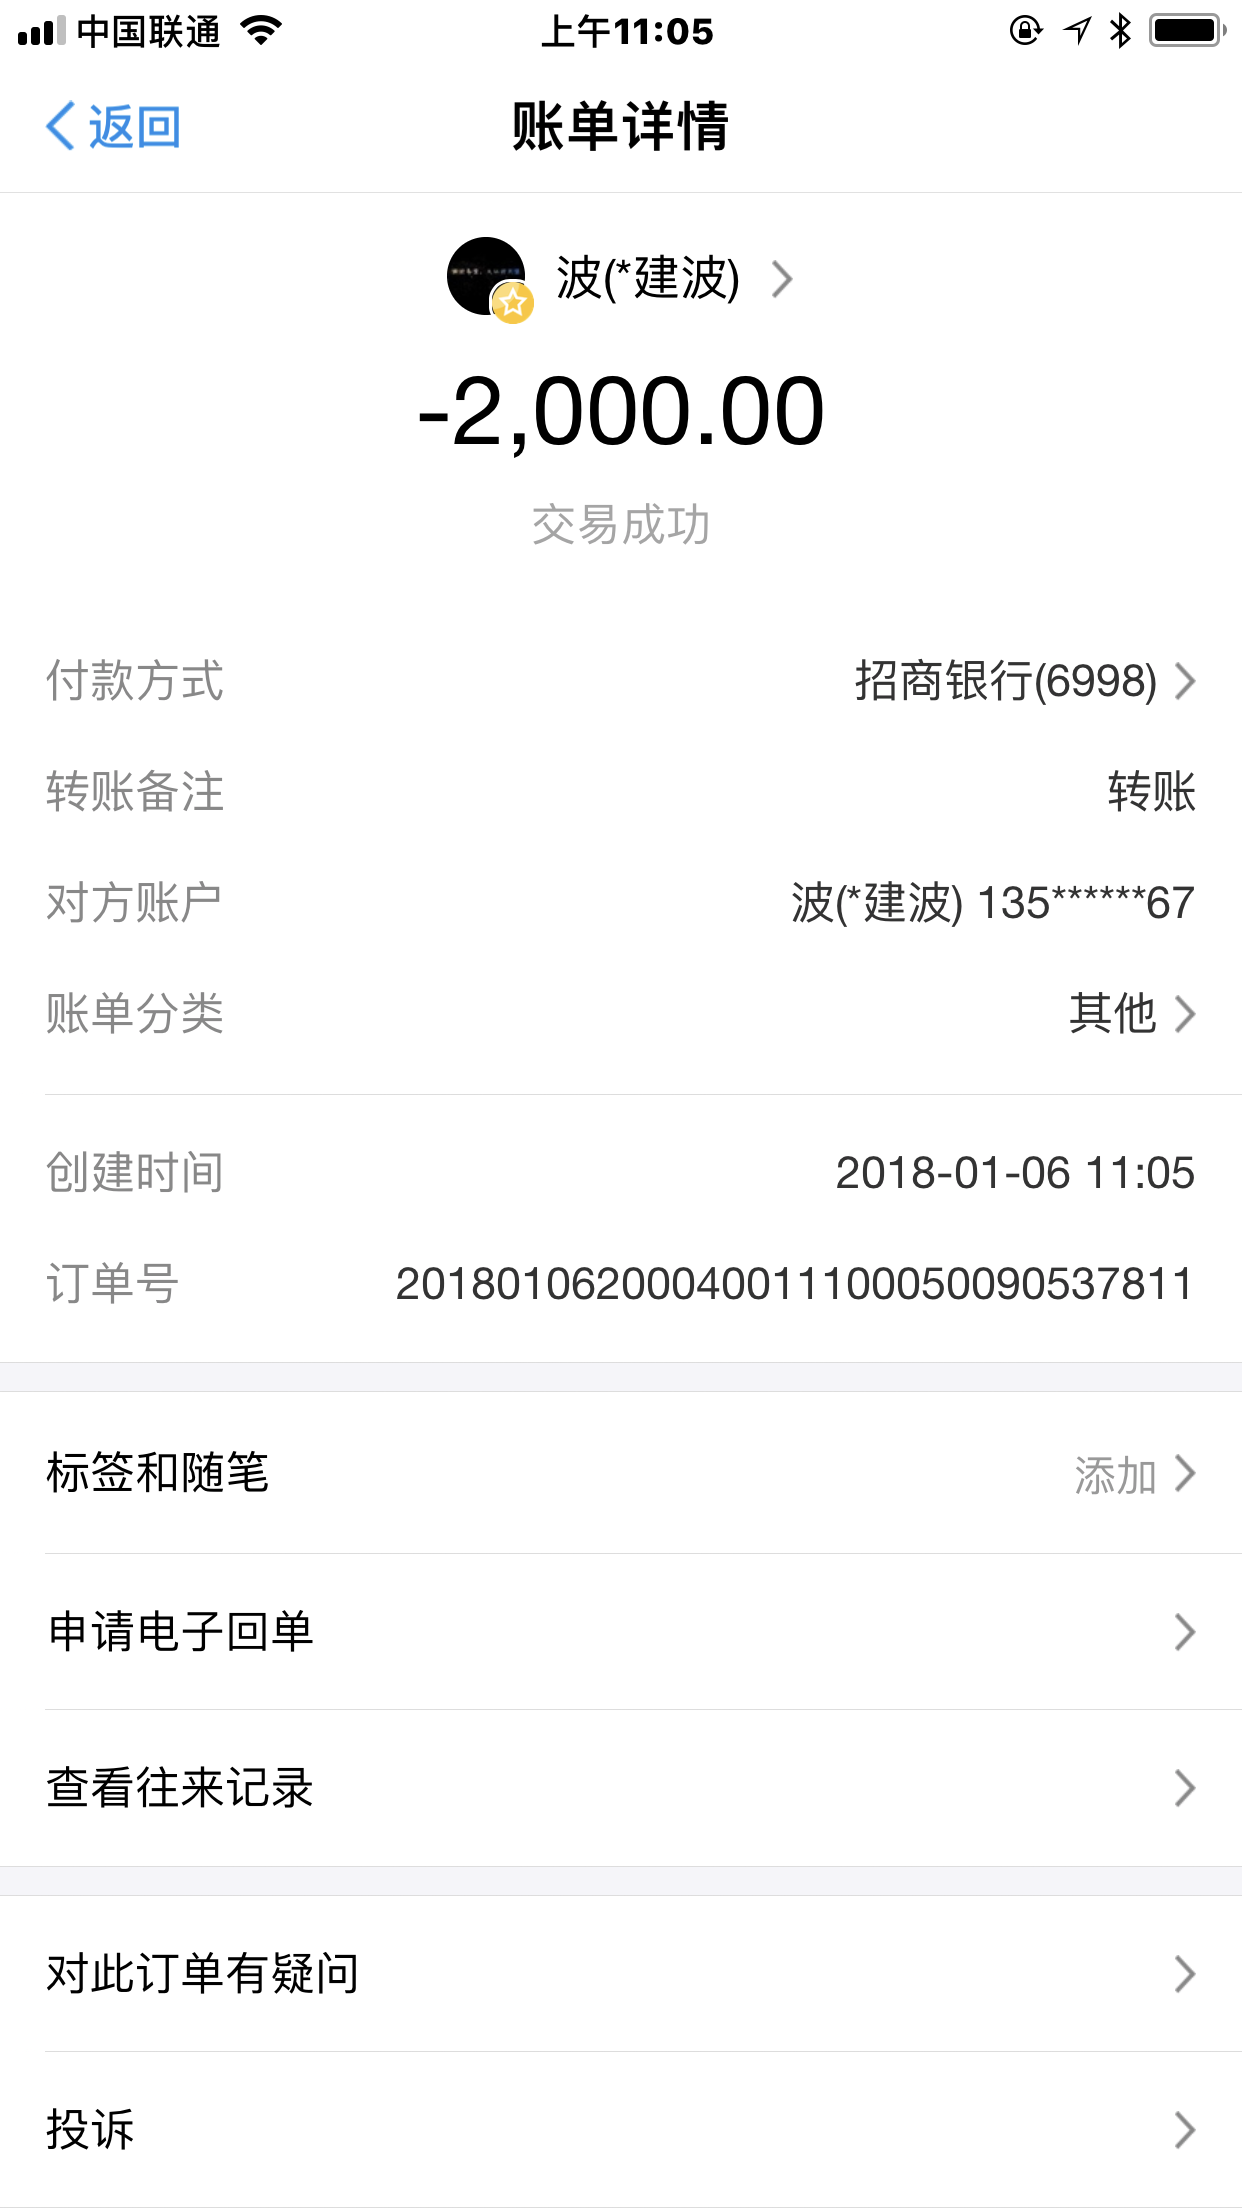 中国联通 上午11:05
返回 账单详情
波(*建波)
-2,000.00
交易成功
付款方式 招商银行(6998)
转账备注 转账
对方账户 波(*建波) 135******67
账单分类 其他
创建时间 2018-01-06 11:05
订单号 20180106200040011100050090537811
标签和随笔 添加
申请电子回单
查看往来记录
对此订单有疑问
投诉